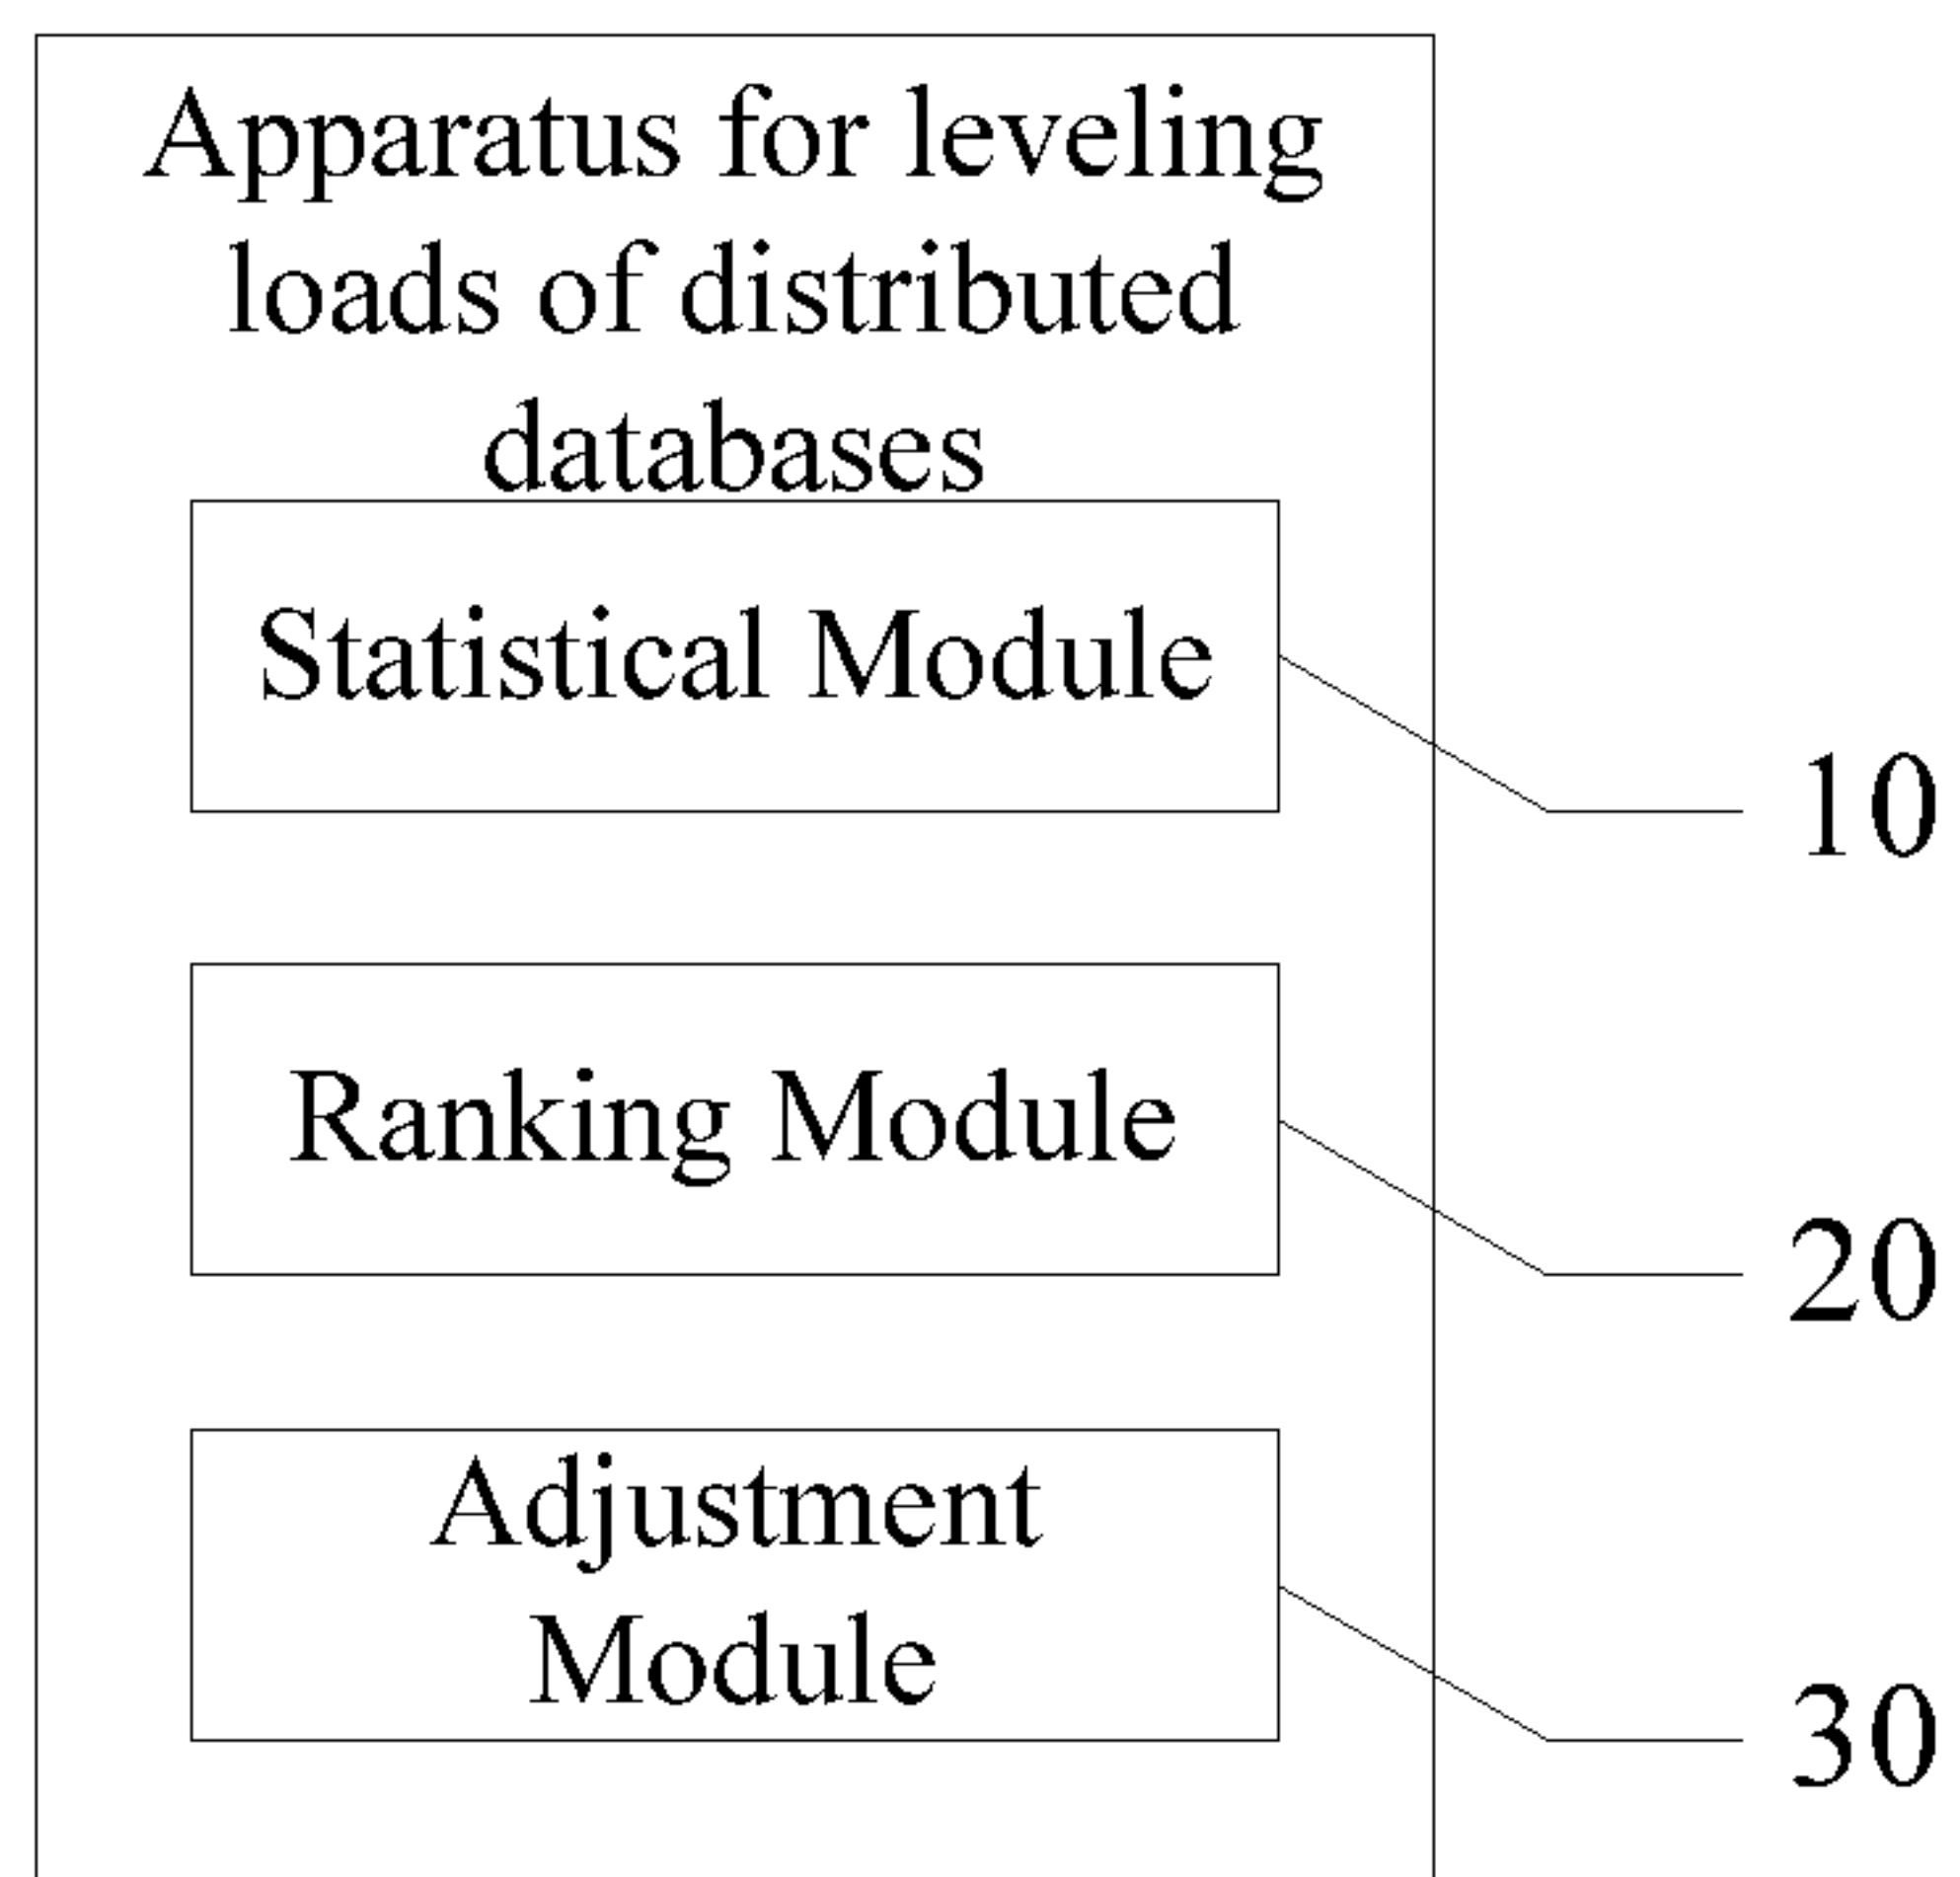 Apparatus for leveling
loads of distributed
databases
Statistical Module
10
Ranking Module
20
Adjustment
Module
30